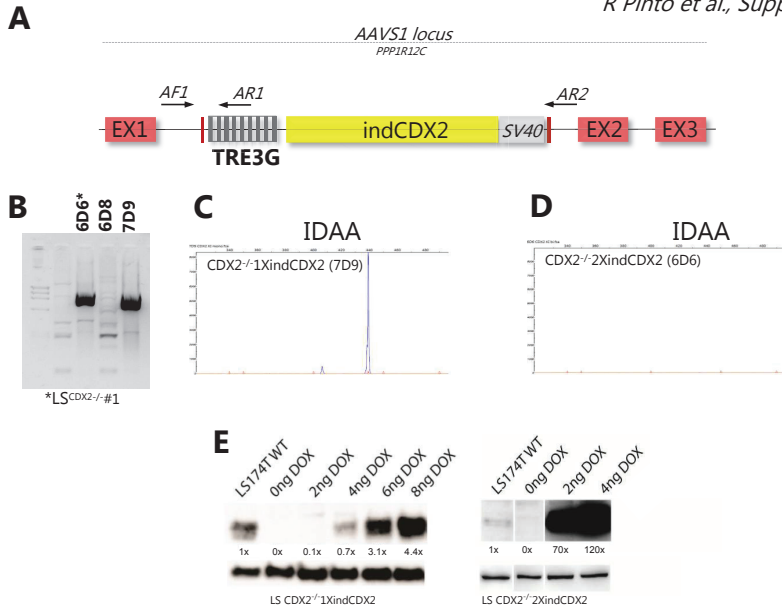 R Pinto et al., Supp
A
AAVS1 locus
PPP1R12C
AF1 AR1 AR2
EX1 indCDX2 SV40 EX2 EX3
TRE3G
B
6D6* 6D8 7D9
*LS^CDX2-/-#1
C
IDAA
CDX2-/-1XindCDX2 (7D9)
D
IDAA
CDX2-/-2XindCDX2 (6D6)
E
LS174T WT 0ng DOX 2ng DOX 4ng DOX 6ng DOX 8ng DOX
1x 0x 0.1x 0.7x 3.1x 4.4x
LS CDX2-/-1XindCDX2
LS174T WT 0ng DOX 2ng DOX 4ng DOX
1x 0x 70x 120x
LS CDX2-/-2XindCDX2